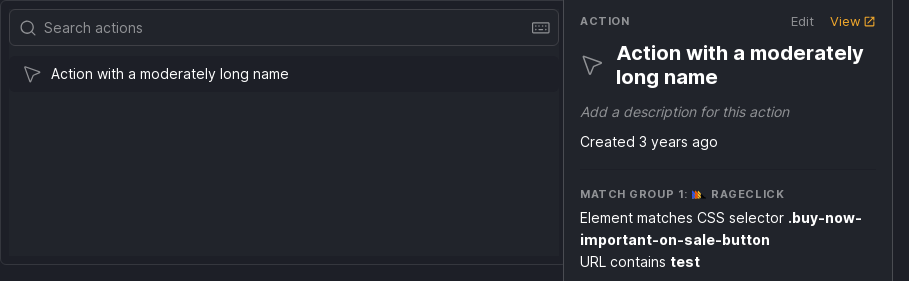 Search actions
Action with a moderately long name
ACTION
Edit
View
Action with a moderately
long name
Add a description for this action
Created 3 years ago
MATCH GROUP 1: RAGECLICK
Element matches CSS selector .buy-now-
important-on-sale-button
URL contains test